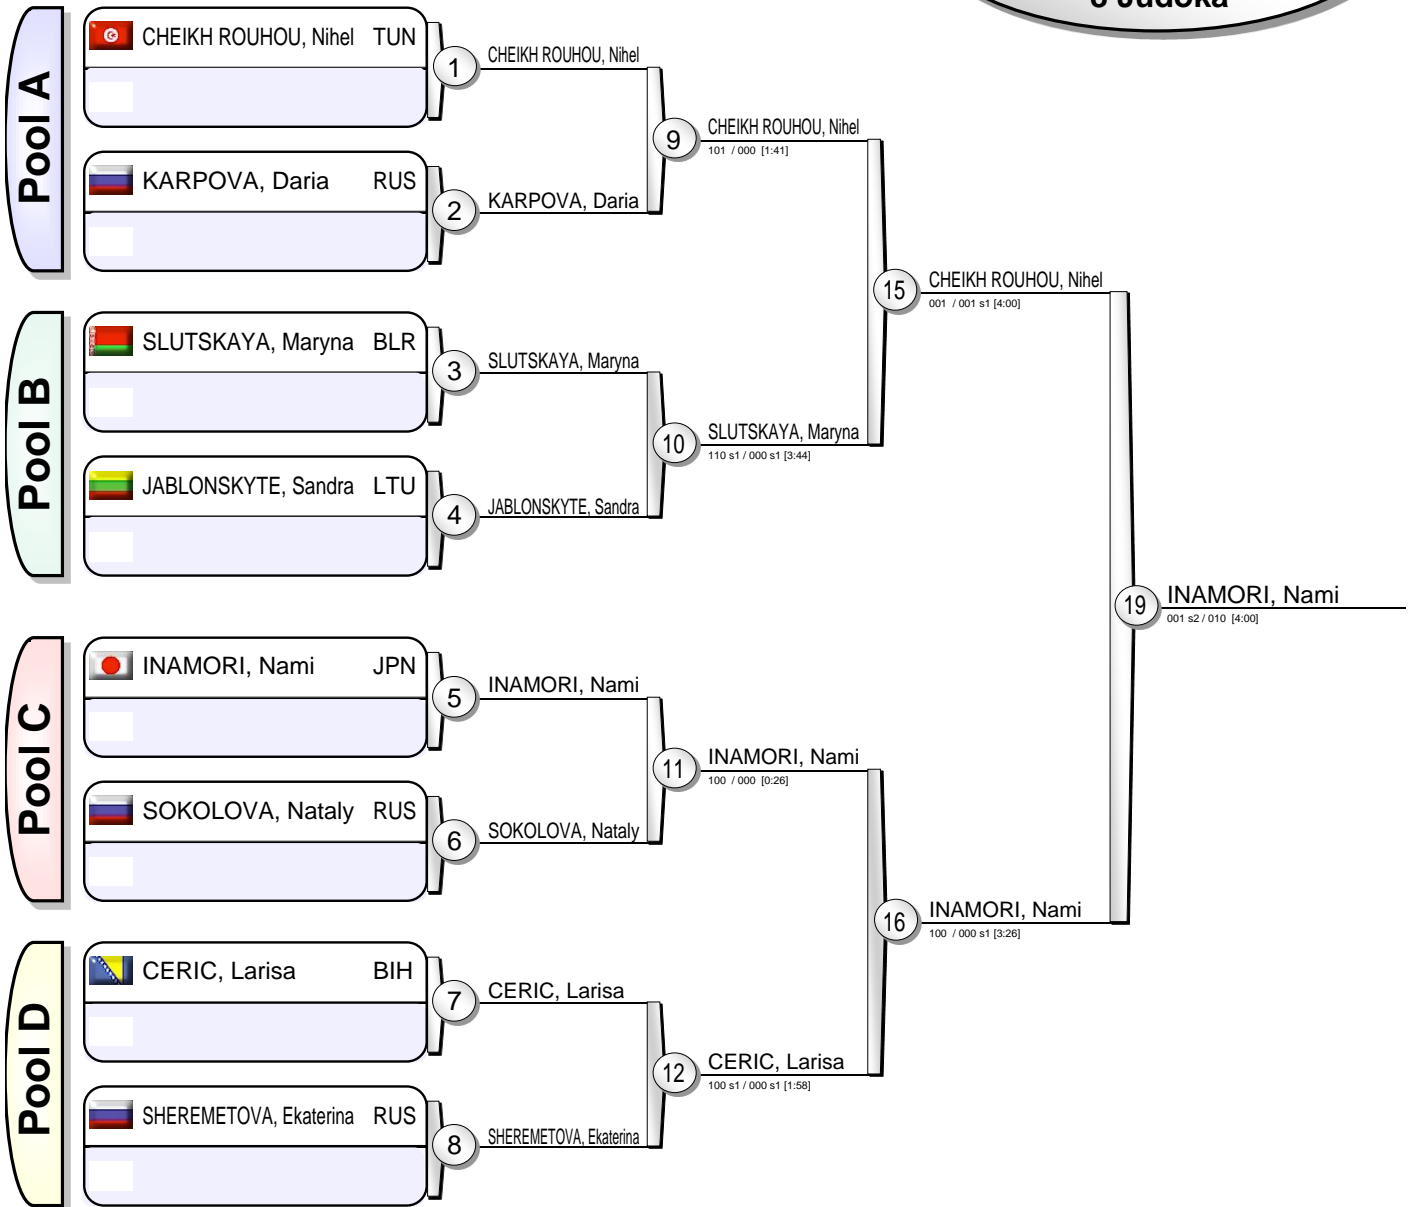 8 Judoka
Pool A
CHEIKH ROUHOU, Nihel TUN
KARPOVA, Daria RUS
1
CHEIKH ROUHOU, Nihel
2
KARPOVA, Daria
9
CHEIKH ROUHOU, Nihel
101 / 000 [1:41]
Pool B
SLUTSKAYA, Maryna BLR
JABLONSKYTE, Sandra LTU
3
SLUTSKAYA, Maryna
4
JABLONSKYTE, Sandra
10
SLUTSKAYA, Maryna
110 s1 / 000 s1 [3:44]
15
CHEIKH ROUHOU, Nihel
001 / 001 s1 [4:00]
Pool C
INAMORI, Nami JPN
SOKOLOVA, Nataly RUS
5
INAMORI, Nami
6
SOKOLOVA, Nataly
11
INAMORI, Nami
100 / 000 [0:26]
Pool D
CERIC, Larisa BIH
SHEREMETOVA, Ekaterina RUS
7
CERIC, Larisa
8
SHEREMETOVA, Ekaterina
12
CERIC, Larisa
100 s1 / 000 s1 [1:58]
16
INAMORI, Nami
100 / 000 s1 [3:26]
19
INAMORI, Nami
001 s2 / 010 [4:00]